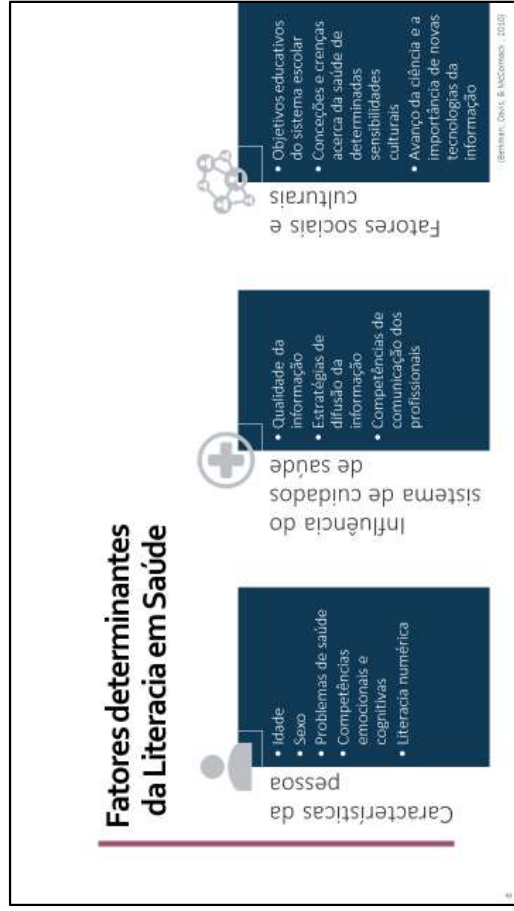 Fatores determinantes
da Literacia em Saúde
Características da
pessoa
• Idade
• Sexo
• Problemas de saúde
• Competências
emocionais e
cognitivas
• Literacia numérica
Influência do
sistema de cuidados
de saúde
• Qualidade da
informação
• Estratégias de
difusão da
informação
• Competências de
comunicação dos
profissionais
Fatores sociais e
culturais
• Objetivos educativos
do sistema escolar
• Conceções e crenças
acerca da saúde de
determinadas
sensibilidades
culturais
• Avanço da ciência e a
importância de novas
tecnologias da
informação
(Berkman, Davis, & McCormack, 2010)